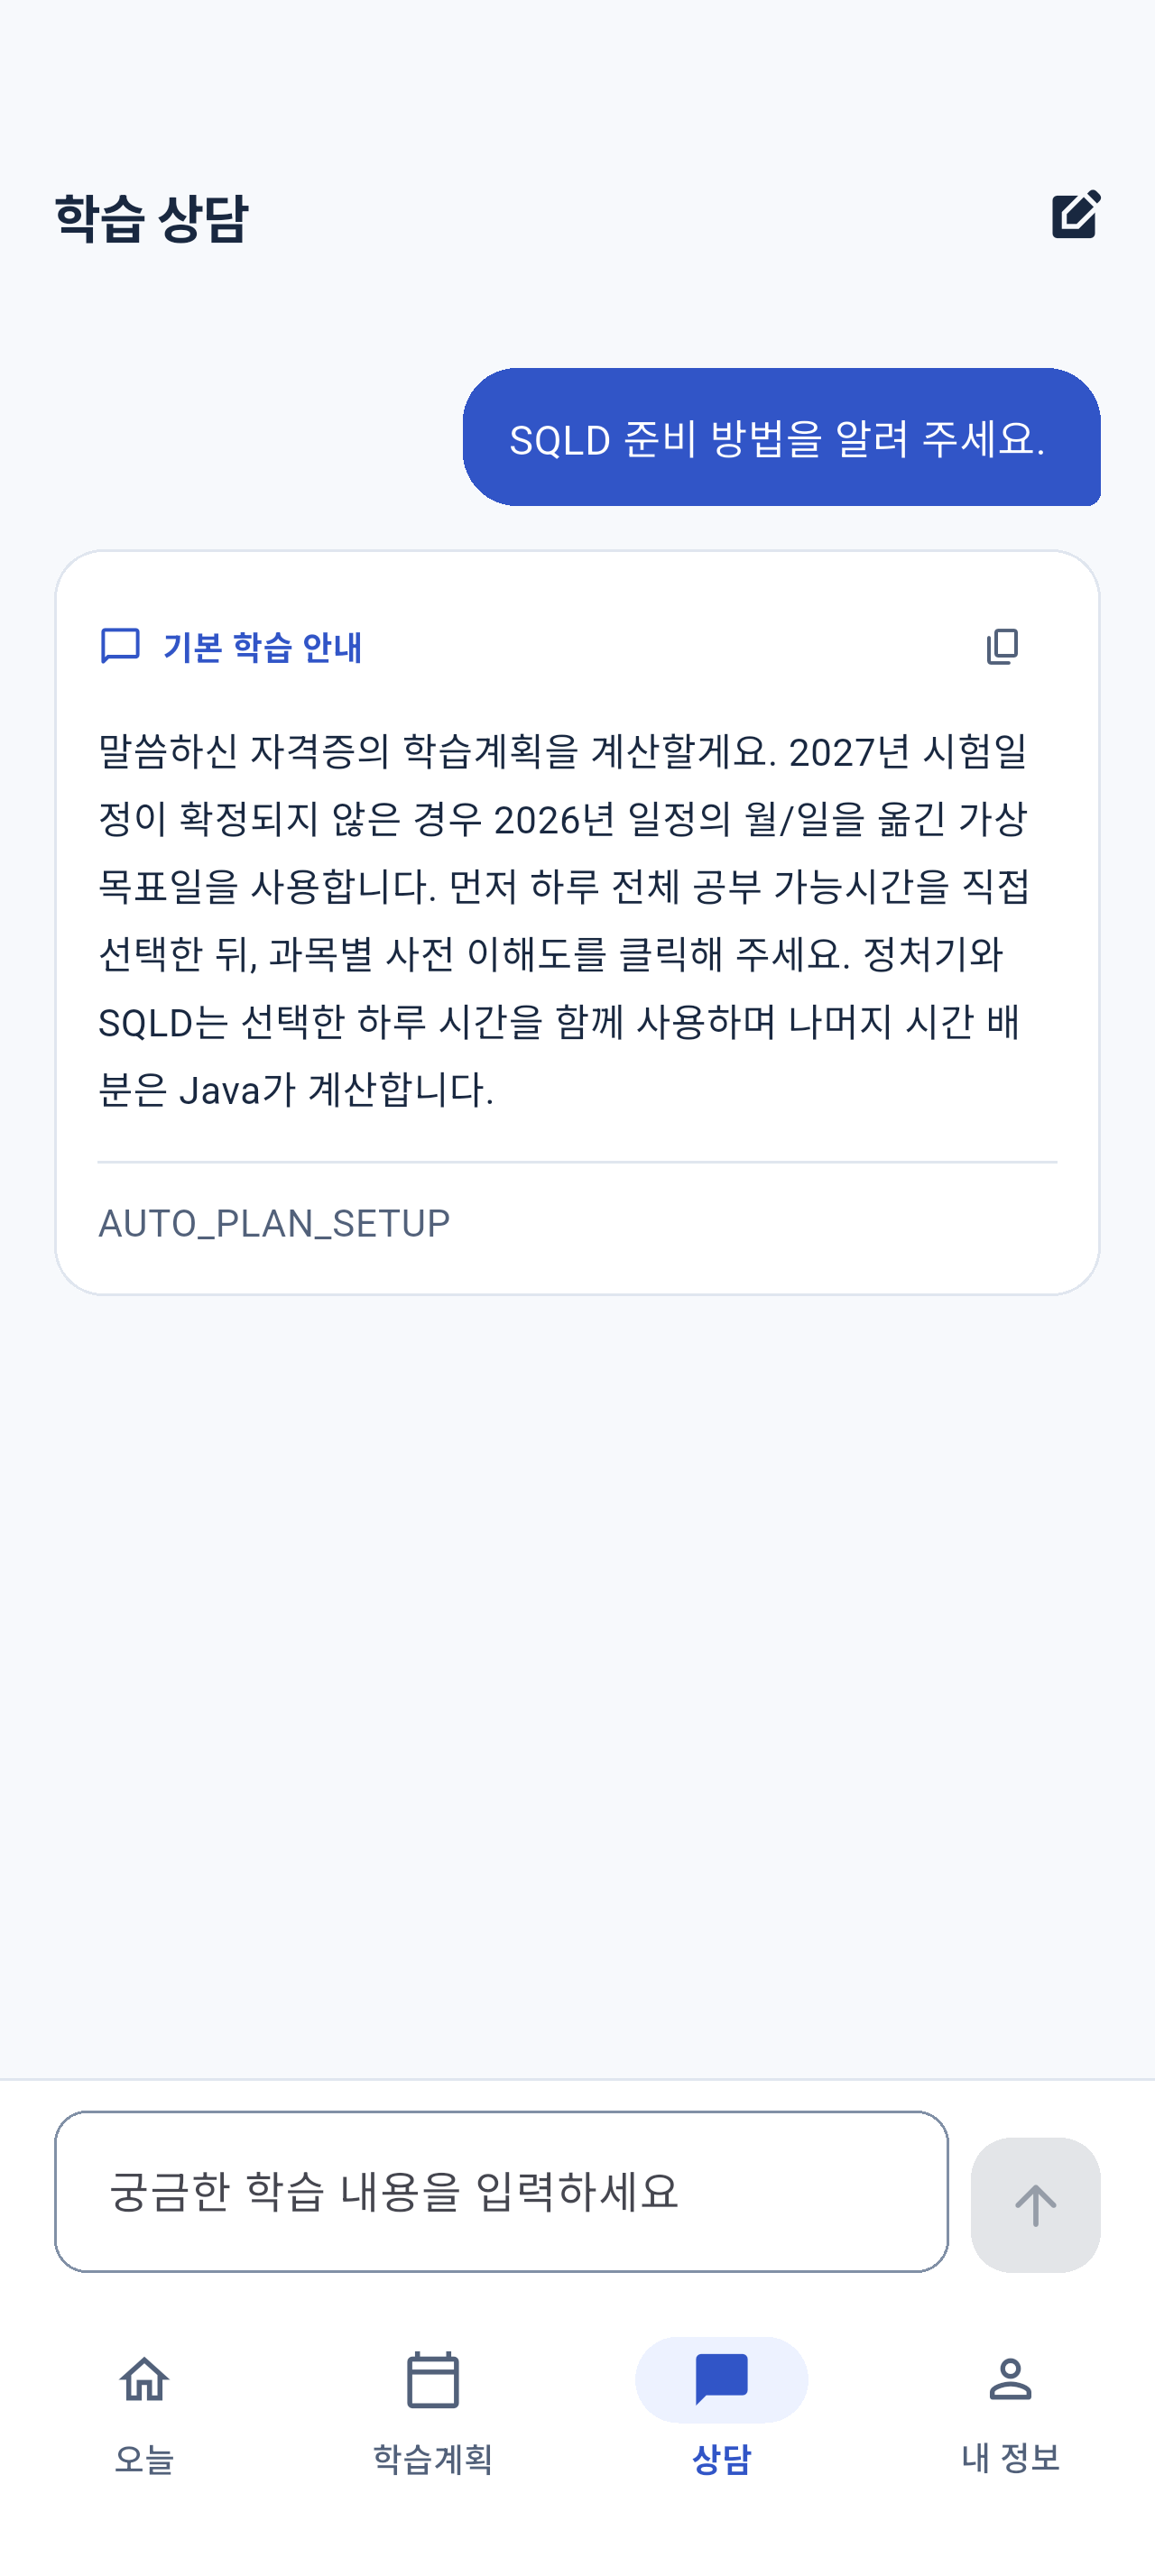 학습 상담
SQLD 준비 방법을 알려 주세요.
기본 학습 안내
말씀하신 자격증의 학습계획을 계산할게요. 2027년 시험일
정이 확정되지 않은 경우 2026년 일정의 월/일을 옮긴 가상
목표일을 사용합니다. 먼저 하루 전체 공부 가능시간을 직접
선택한 뒤, 과목별 사전 이해도를 클릭해 주세요. 정처기와
SQLD는 선택한 하루 시간을 함께 사용하며 나머지 시간 배
분은 Java가 계산합니다.
AUTO_PLAN_SETUP
궁금한 학습 내용을 입력하세요
오늘
학습계획
상담
내 정보